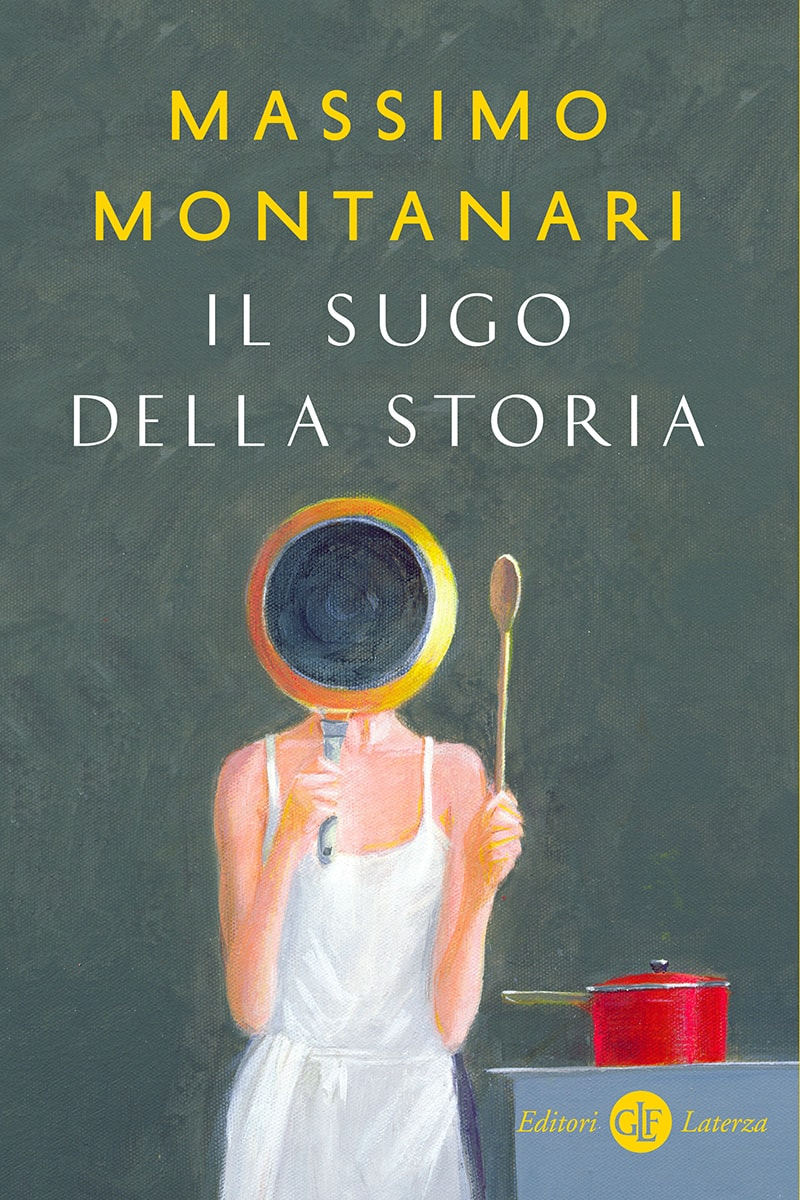 MASSIMO
MONTANARI
IL SUGO
DELLA STORIA
Editori GLF Laterza